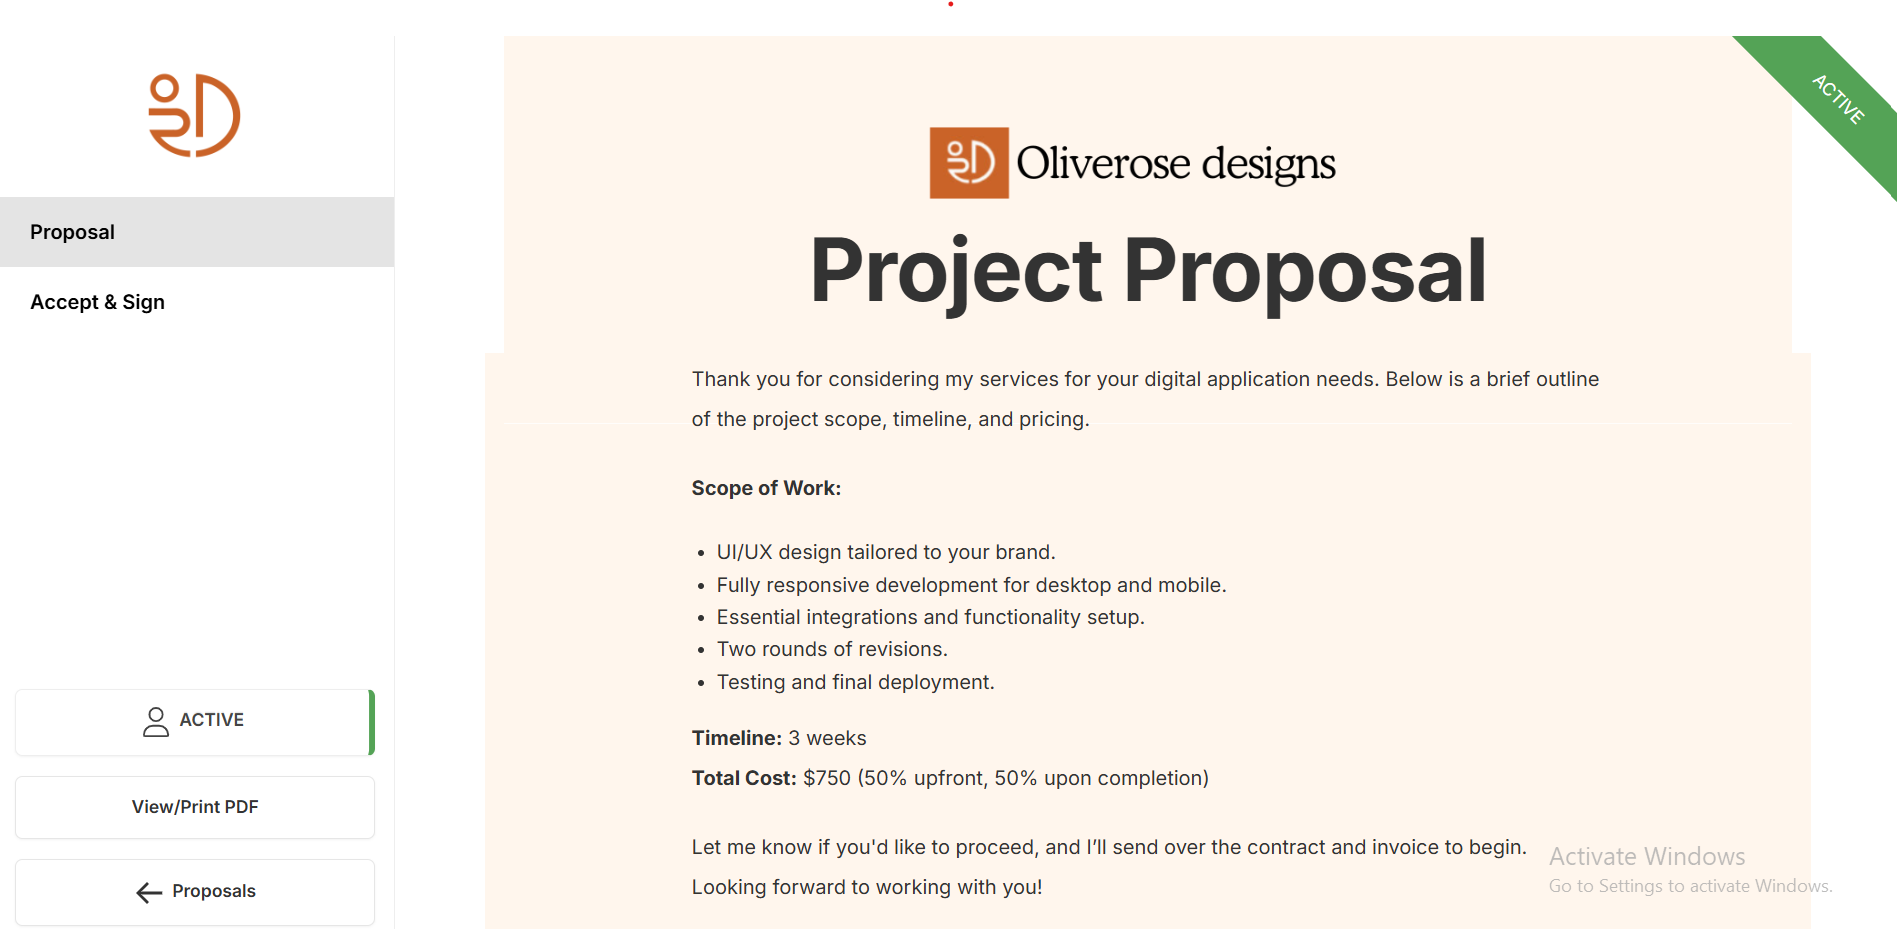 Proposal
Accept & Sign
ACTIVE
View/Print PDF
Proposals
ACTIVE
Oliverose designs
Project Proposal
Thank you for considering my services for your digital application needs. Below is a brief outline
of the project scope, timeline, and pricing.
Scope of Work:
• UI/UX design tailored to your brand.
• Fully responsive development for desktop and mobile.
• Essential integrations and functionality setup.
• Two rounds of revisions.
• Testing and final deployment.
Timeline: 3 weeks
Total Cost: $750 (50% upfront, 50% upon completion)
Let me know if you'd like to proceed, and I’ll send over the contract and invoice to begin.
Looking forward to working with you!
Activate Windows
Go to Settings to activate Windows.